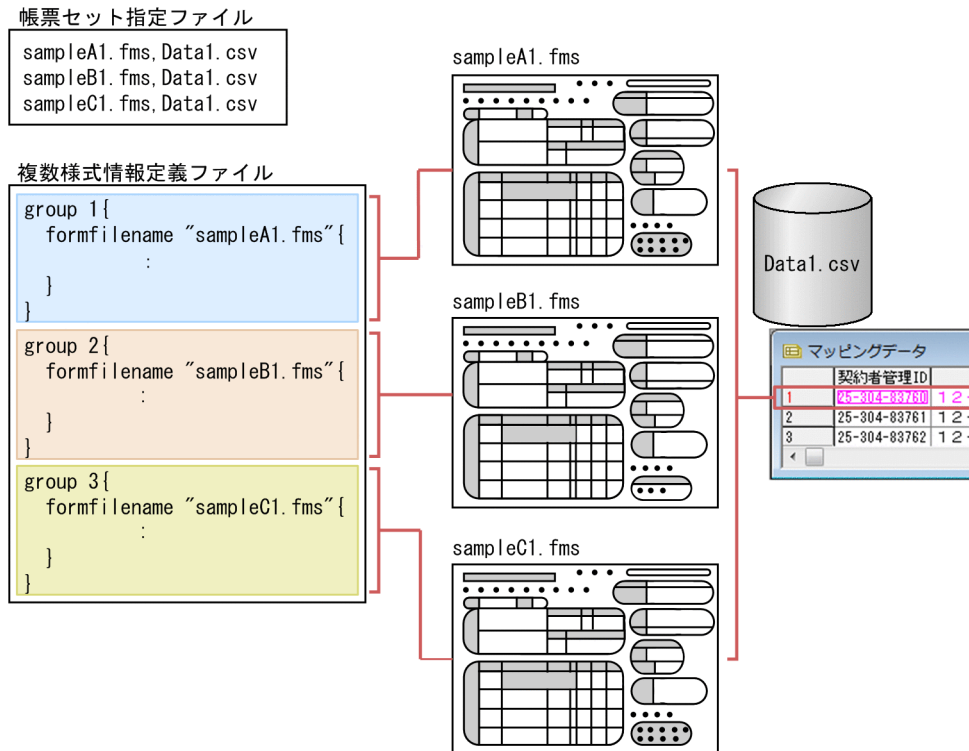 帳票セット指定ファイル
sampleA1.fms,Data1.csv
sampleB1.fms,Data1.csv
sampleC1.fms,Data1.csv
複数様式情報定義ファイル
group 1{
formfilename "sampleA1.fms"{
:
}
}
group 2{
formfilename "sampleB1.fms"{
:
}
}
group 3{
formfilename "sampleC1.fms"{
:
}
}
sampleA1.fms
sampleB1.fms
sampleC1.fms
Data1.csv
マッピングデータ
契約者管理ID
1 25-304-83760 12-
2 25-304-83761 12-
3 25-304-83762 12-